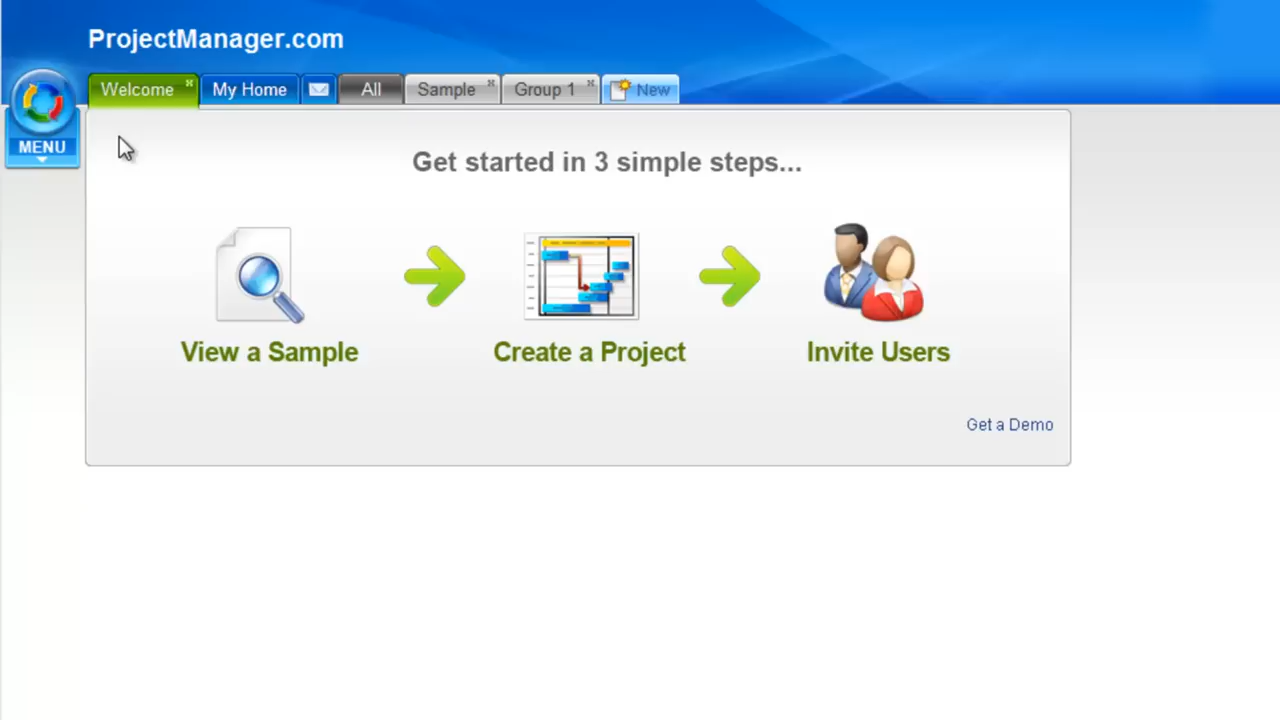 ProjectManager.com
Welcome My Home All Sample Group 1 New
MENU
Get started in 3 simple steps...
View a Sample Create a Project Invite Users
Get a Demo